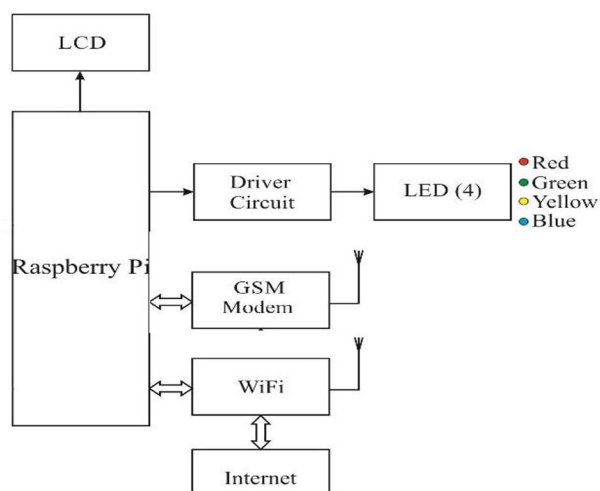 LCD
Driver
Circuit
LED (4)
Red
Green
Yellow
Blue
Raspberry Pi
GSM
Modem
WiFi
Internet